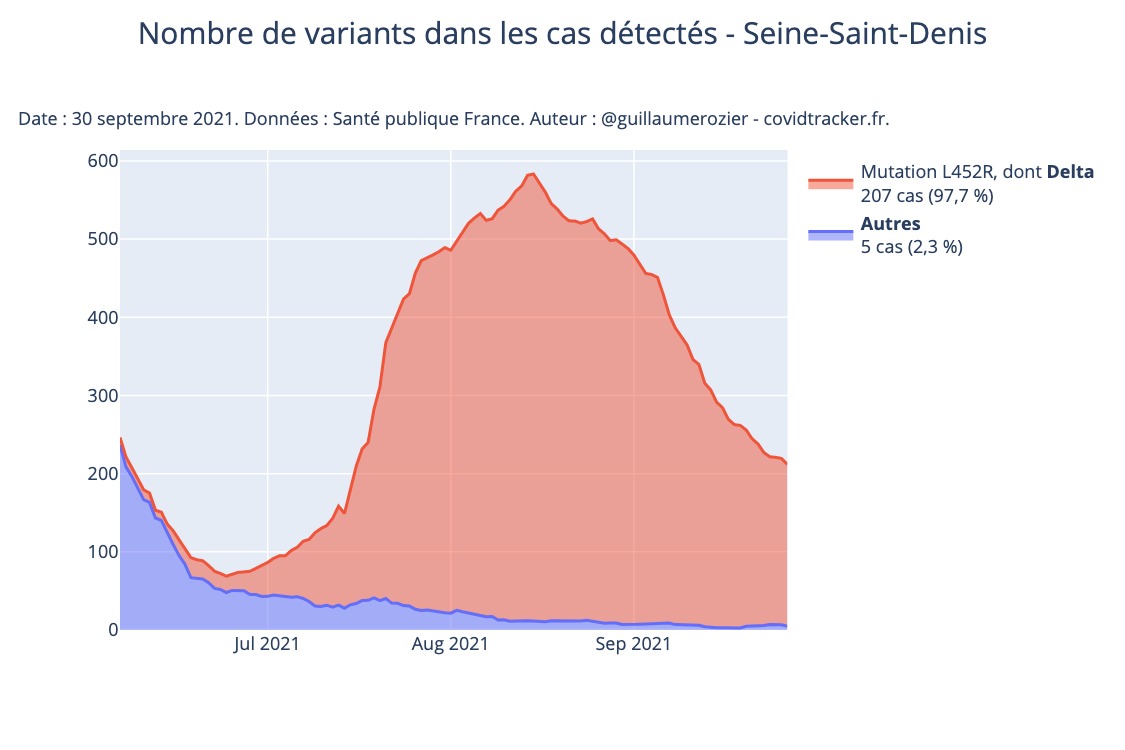 Nombre de variants dans les cas détectés - Seine-Saint-Denis
Date : 30 septembre 2021. Données : Santé publique France. Auteur : @guillaumerozier - covidtracker.fr.
600
500
400
300
200
100
0
Jul 2021
Aug 2021
Sep 2021
Mutation L452R, dont Delta
207 cas (97,7 %)
Autres
5 cas (2,3 %)